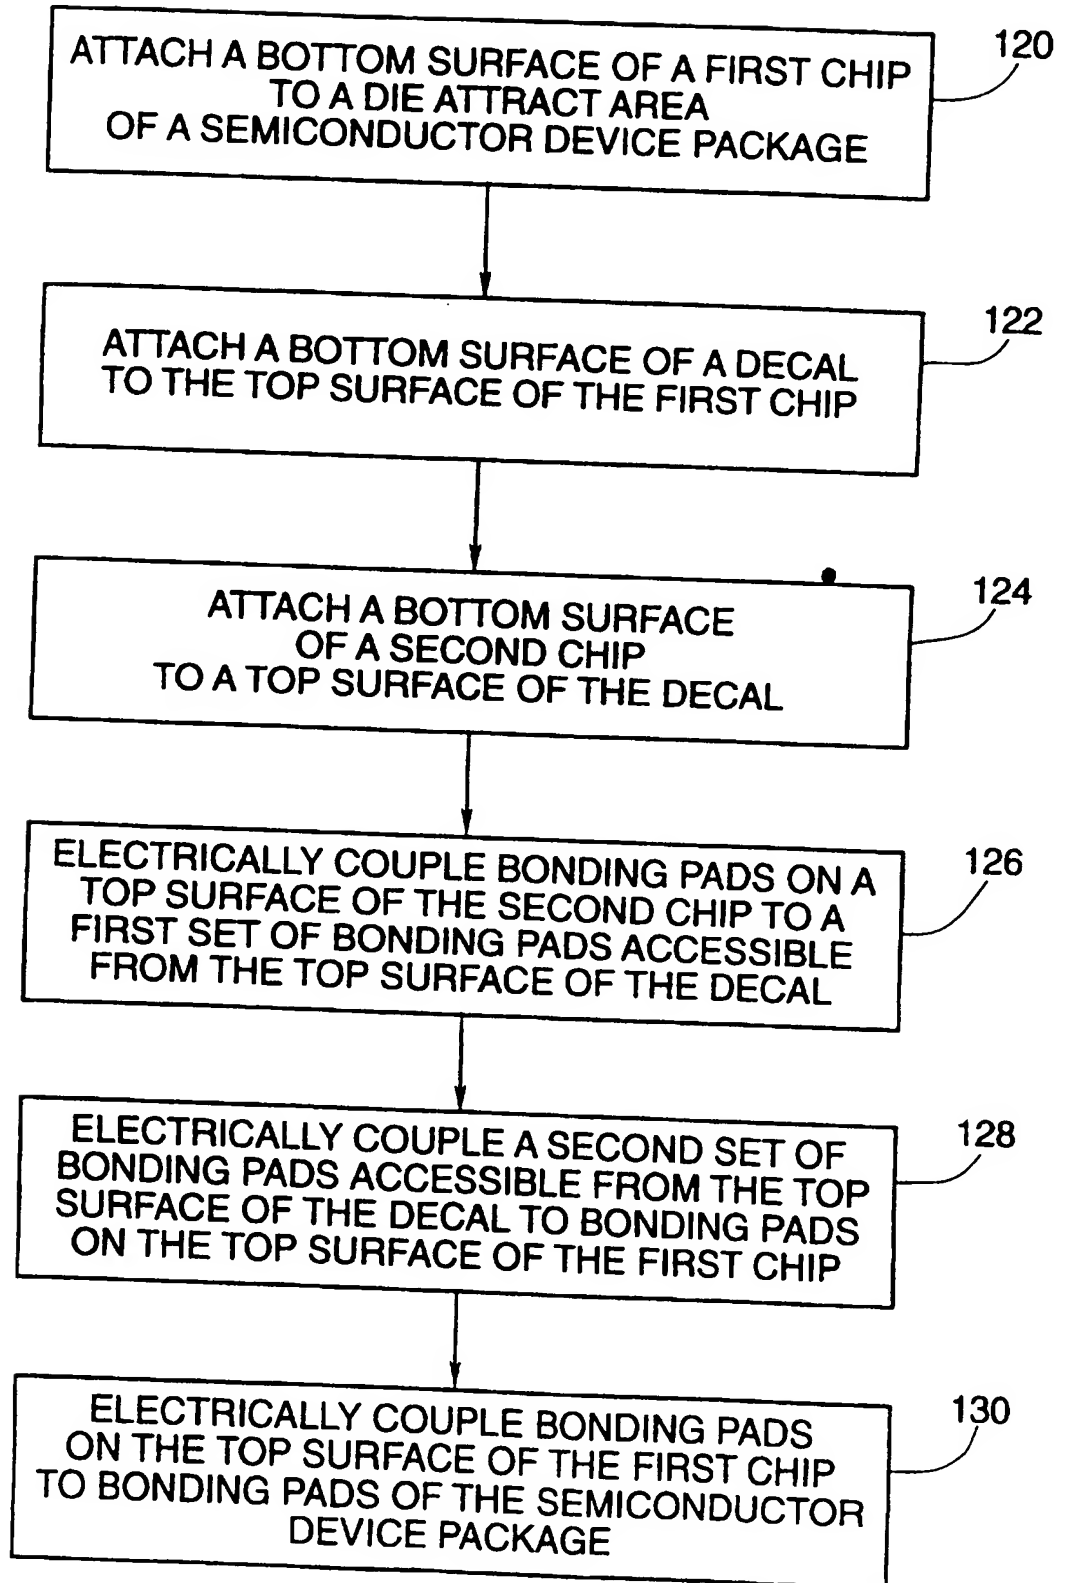 ATTACH A BOTTOM SURFACE OF A FIRST CHIP
TO A DIE ATTRACT AREA
OF A SEMICONDUCTOR DEVICE PACKAGE
120
ATTACH A BOTTOM SURFACE OF A DECAL
TO THE TOP SURFACE OF THE FIRST CHIP
122
ATTACH A BOTTOM SURFACE
OF A SECOND CHIP
TO A TOP SURFACE OF THE DECAL
124
ELECTRICALLY COUPLE BONDING PADS ON A
TOP SURFACE OF THE SECOND CHIP TO A
FIRST SET OF BONDING PADS ACCESSIBLE
FROM THE TOP SURFACE OF THE DECAL
126
ELECTRICALLY COUPLE A SECOND SET OF
BONDING PADS ACCESSIBLE FROM THE TOP
SURFACE OF THE DECAL TO BONDING PADS
ON THE TOP SURFACE OF THE FIRST CHIP
128
ELECTRICALLY COUPLE BONDING PADS
ON THE TOP SURFACE OF THE FIRST CHIP
TO BONDING PADS OF THE SEMICONDUCTOR
DEVICE PACKAGE
130